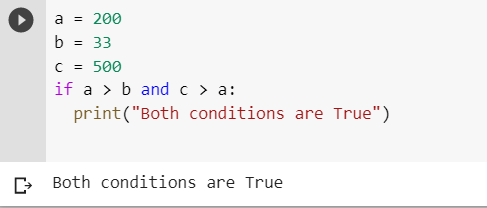 a = 200
b = 33
c = 500
if a > b and c > a:
  print("Both conditions are True")
Both conditions are True